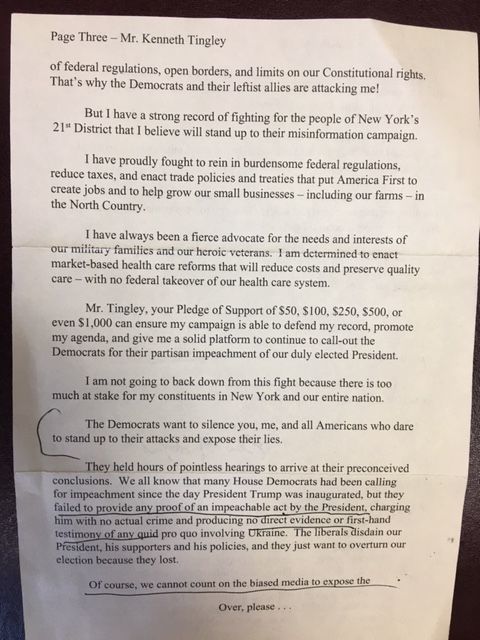 Page Three – Mr. Kenneth Tingley
of federal regulations, open borders, and limits on our Constitutional rights.
That's why the Democrats and their leftist allies are attacking me!
But I have a strong record of fighting for the people of New York's
21st District that I believe will stand up to their misinformation campaign.
I have proudly fought to rein in burdensome federal regulations,
reduce taxes, and enact trade policies and treaties that put America First to
create jobs and to help grow our small businesses – including our farms – in
the North Country.
I have always been a fierce advocate for the needs and interests of
our military families and our heroic veterans. I am determined to enact
market-based health care reforms that will reduce costs and preserve quality
care – with no federal takeover of our health care system.
Mr. Tingley, your Pledge of Support of $50, $100, $250, $500, or
even $1,000 can ensure my campaign is able to defend my record, promote
my agenda, and give me a solid platform to continue to call-out the
Democrats for their partisan impeachment of our duly elected President.
I am not going to back down from this fight because there is too
much at stake for my constituents in New York and our entire nation.
The Democrats want to silence you, me, and all Americans who dare
to stand up to their attacks and expose their lies.
They held hours of pointless hearings to arrive at their preconceived
conclusions. We all know that many House Democrats had been calling
for impeachment since the day President Trump was inaugurated, but they
failed to provide any proof of an impeachable act by the President, charging
him with no actual crime and producing no direct evidence or first-hand
testimony of any quid pro quo involving Ukraine. The liberals disdain our
President, his supporters and his policies, and they just want to overturn our
election because they lost.
Of course, we cannot count on the biased media to expose the
Over, please . . .